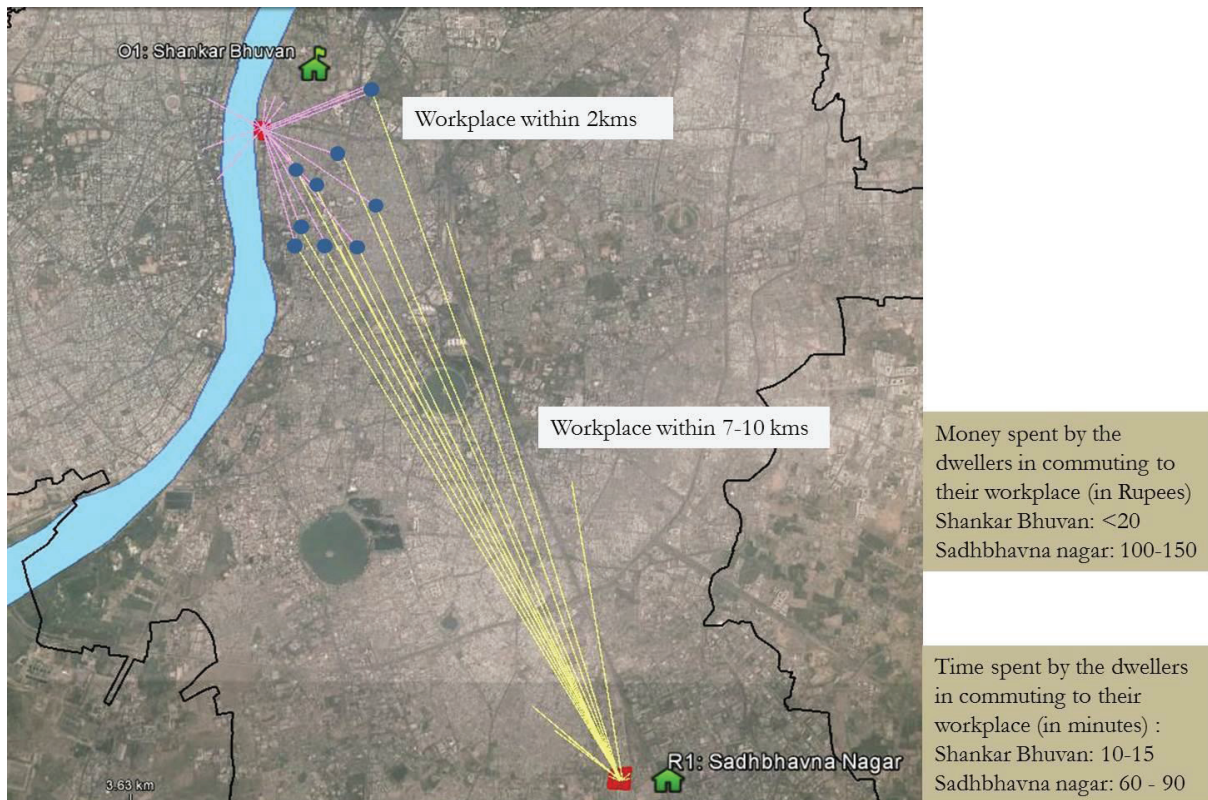 O1: Shankar Bhuvan
Workplace within 2kms
Workplace within 7-10 kms
R1: Sadhbhavna Nagar
3.63 km
Money spent by the
dwellers in commuting to
their workplace (in Rupees)
Shankar Bhuvan: <20
Sadhbhavna nagar: 100-150
Time spent by the dwellers
in commuting to their
workplace (in minutes) :
Shankar Bhuvan: 10-15
Sadhbhavna nagar: 60 - 90